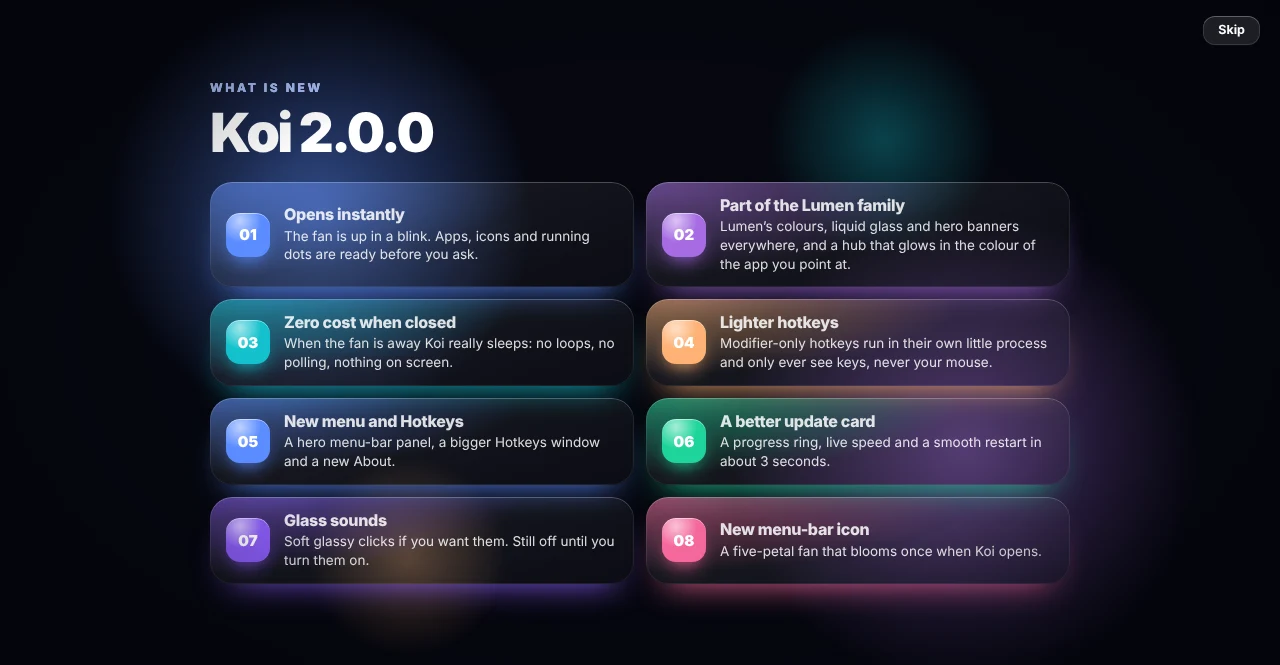 Skip
WHAT IS NEW
Koi 2.0.0
01
Opens instantly
The fan is up in a blink. Apps, icons and running
dots are ready before you ask.
02
Part of the Lumen family
Lumen’s colours, liquid glass and hero banners
everywhere, and a hub that glows in the colour of
the app you point at.
03
Zero cost when closed
When the fan is away Koi really sleeps: no loops, no
polling, nothing on screen.
04
Lighter hotkeys
Modifier-only hotkeys run in their own little process
and only ever see keys, never your mouse.
05
New menu and Hotkeys
A hero menu-bar panel, a bigger Hotkeys window
and a new About.
06
A better update card
A progress ring, live speed and a smooth restart in
about 3 seconds.
07
Glass sounds
Soft glassy clicks if you want them. Still off until you
turn them on.
08
New menu-bar icon
A five-petal fan that blooms once when Koi opens.